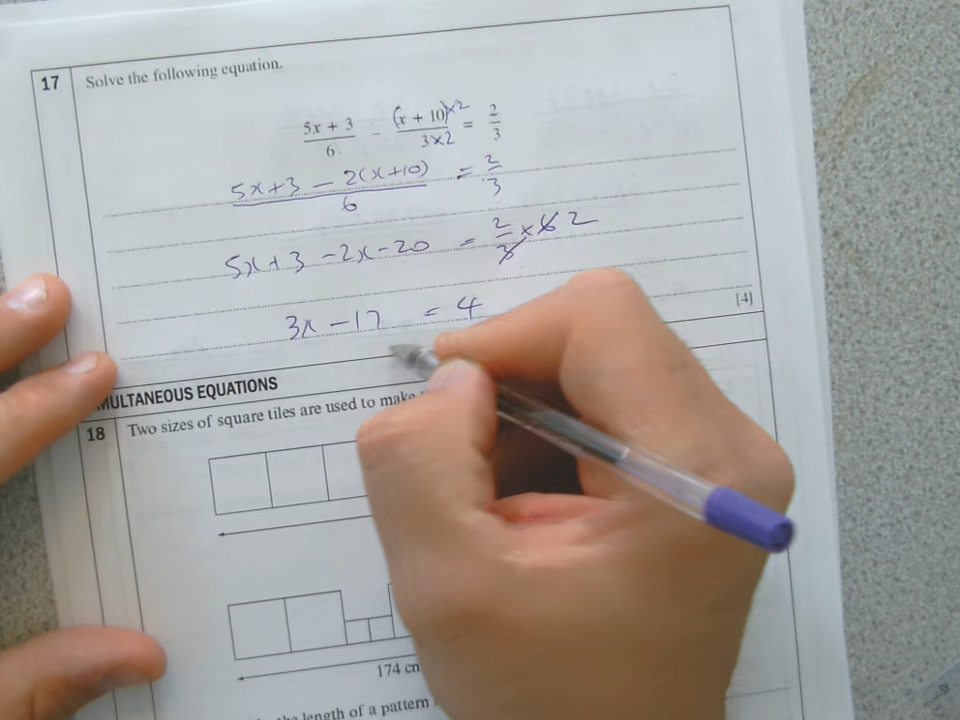 17 Solve the following equation.
5x + 3 / 6 - (x + 10)×2 / 3×2 = 2/3
5x+3 - 2(x+10) / 6 = 2/3
5x+3 -2x-20 = 2/3 × 6 2
3x -17 = 4
[4]
MULTANEOUS EQUATIONS
18 Two sizes of square tiles are used to make
174 cm
the length of a pattern